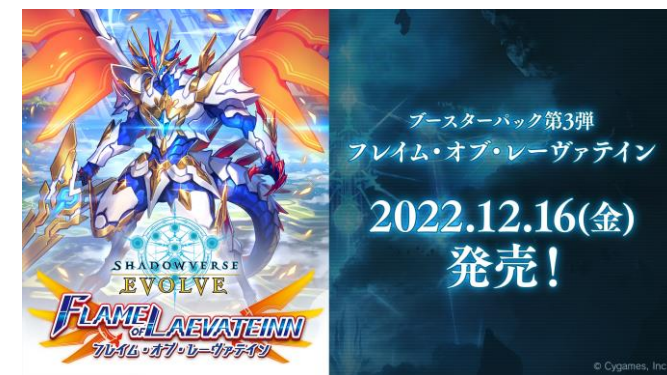 SHADOWVERSE
EVOLVE
FLAME OF LAEVATEINN
フレイム・オブ・レーヴァテイン
ブースターパック第3弾
フレイム・オブ・レーヴァテイン
2022.12.16(金)
発売！
© Cygames, Inc